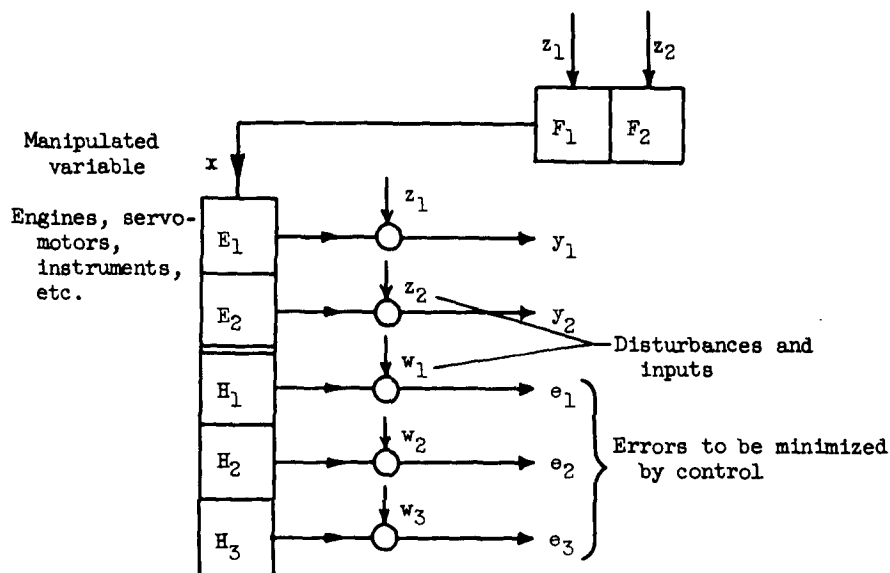 z₁ z₂
F₁ F₂
Manipulated
variable
x
Engines, servo-
motors,
instruments,
etc.
z₁
E₁ y₁
z₂
E₂ y₂
Disturbances and
inputs
w₁
H₁ e₁
w₂
H₂ e₂
Errors to be minimized
by control
w₃
H₃ e₃